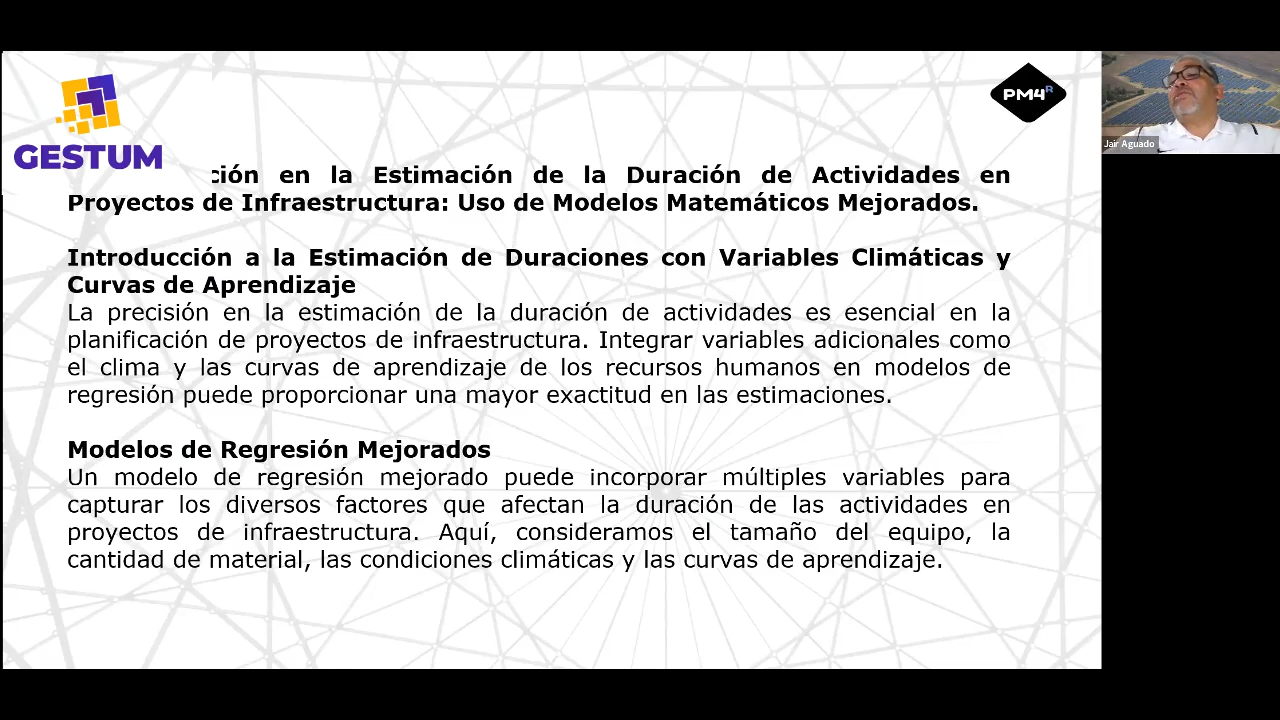 GESTUM
PM4R
ción en la Estimación de la Duración de Actividades en
Proyectos de Infraestructura: Uso de Modelos Matemáticos Mejorados.
Introducción a la Estimación de Duraciones con Variables Climáticas y
Curvas de Aprendizaje
La precisión en la estimación de la duración de actividades es esencial en la
planificación de proyectos de infraestructura. Integrar variables adicionales como
el clima y las curvas de aprendizaje de los recursos humanos en modelos de
regresión puede proporcionar una mayor exactitud en las estimaciones.
Modelos de Regresión Mejorados
Un modelo de regresión mejorado puede incorporar múltiples variables para
capturar los diversos factores que afectan la duración de las actividades en
proyectos de infraestructura. Aquí, consideramos el tamaño del equipo, la
cantidad de material, las condiciones climáticas y las curvas de aprendizaje.
Jair Aguado